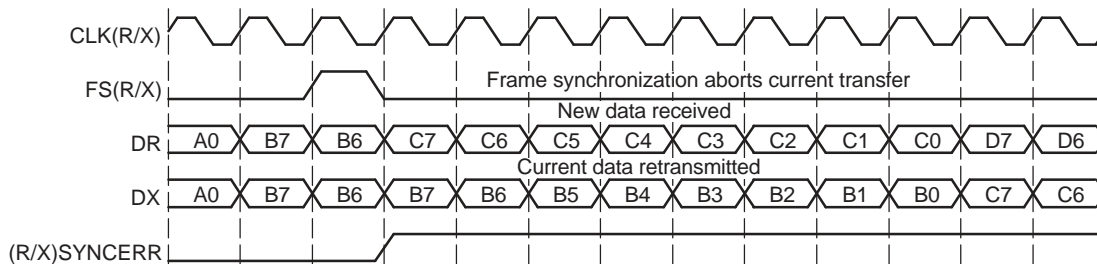 CLK(R/X)
FS(R/X)
Frame synchronization aborts current transfer
New data received
DR A0 B7 B6 C7 C6 C5 C4 C3 C2 C1 C0 D7 D6
Current data retransmitted
DX A0 B7 B6 B7 B6 B5 B4 B3 B2 B1 B0 C7 C6
(R/X)SYNCERR